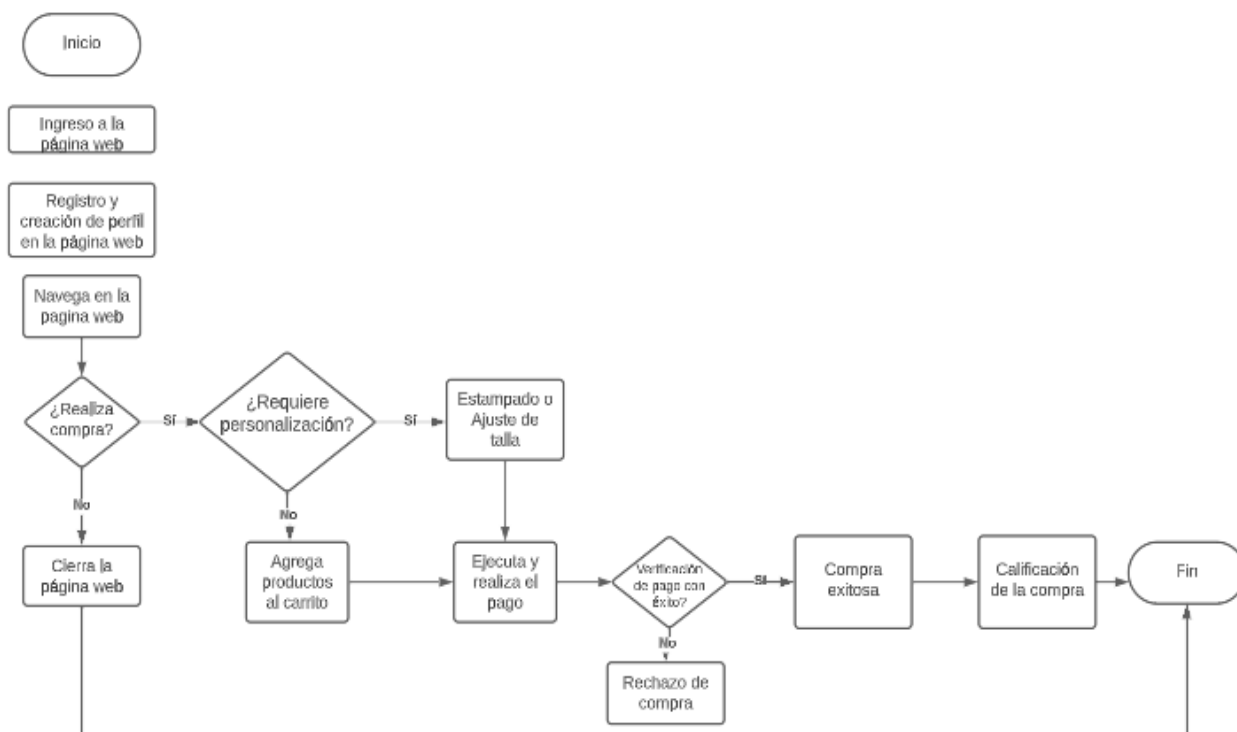 Inicio
Ingreso a la
página web
Registro y
creación de perfil
en la página web
Navega en la
pagina web
¿Realiza
compra?
Sí
¿Requiere
personalización?
Sí
Estampado o
Ajuste de
talla
No
No
Cierra la
página web
Agrega
productos
al carrito
Ejecuta y
realiza el
pago
Verificación
de pago con
éxito?
Sí
Compra
exitosa
Calificación
de la compra
Fin
No
Rechazo de
compra